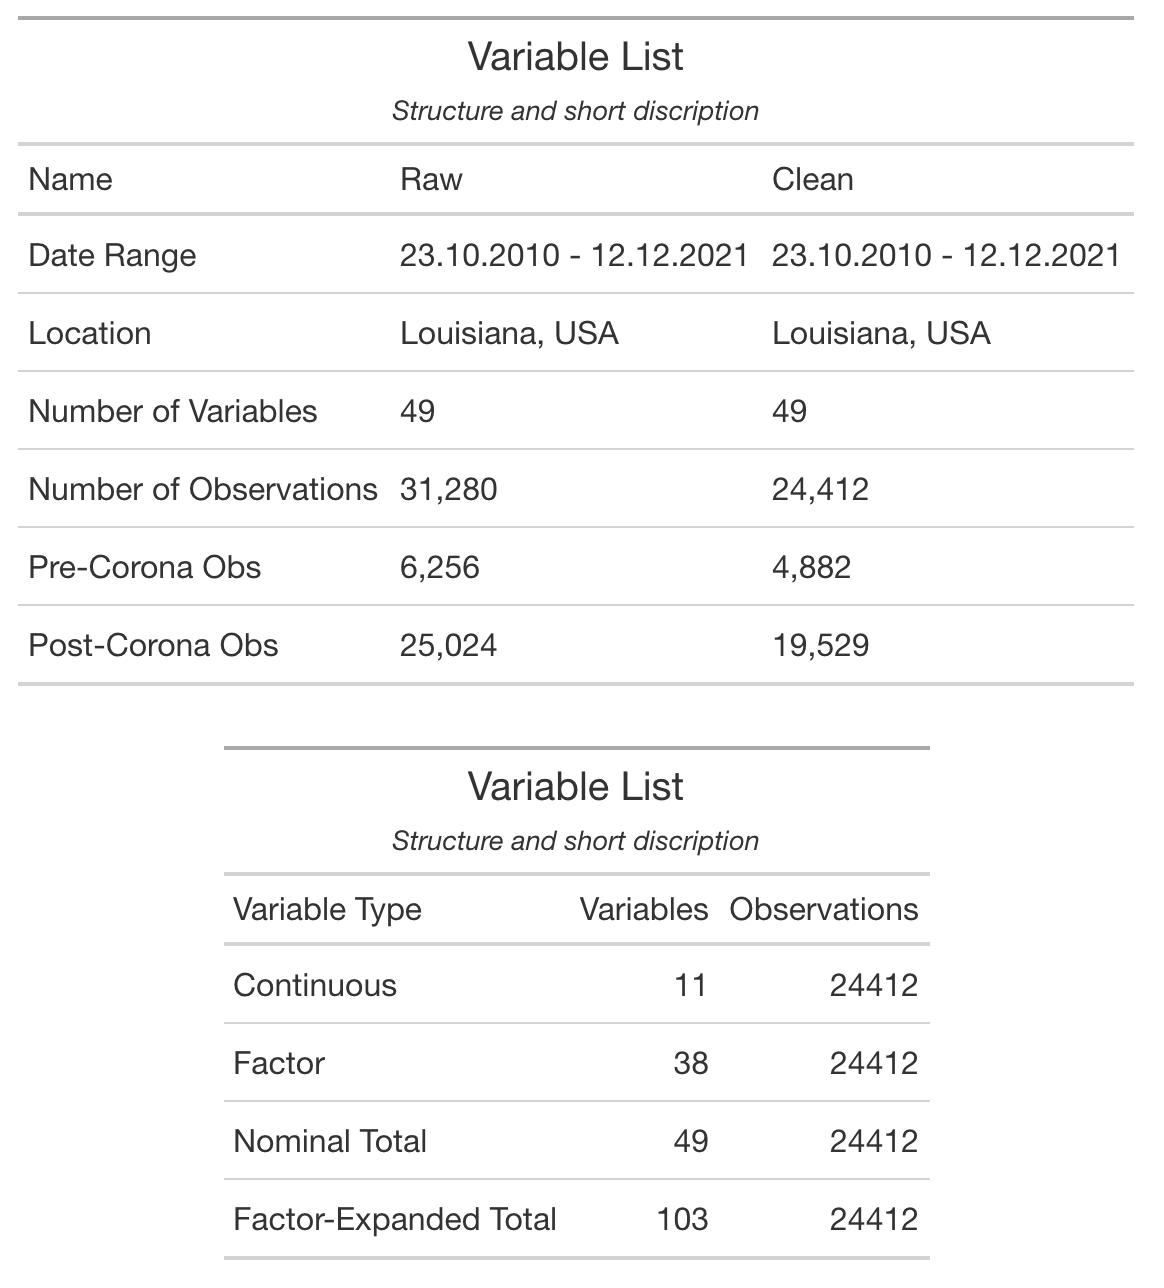 Variable List
Structure and short discription
Name Raw Clean
Date Range 23.10.2010 - 12.12.2021 23.10.2010 - 12.12.2021
Location Louisiana, USA Louisiana, USA
Number of Variables 49 49
Number of Observations 31,280 24,412
Pre-Corona Obs 6,256 4,882
Post-Corona Obs 25,024 19,529
Variable List
Structure and short discription
Variable Type Variables Observations
Continuous 11 24412
Factor 38 24412
Nominal Total 49 24412
Factor-Expanded Total 103 24412